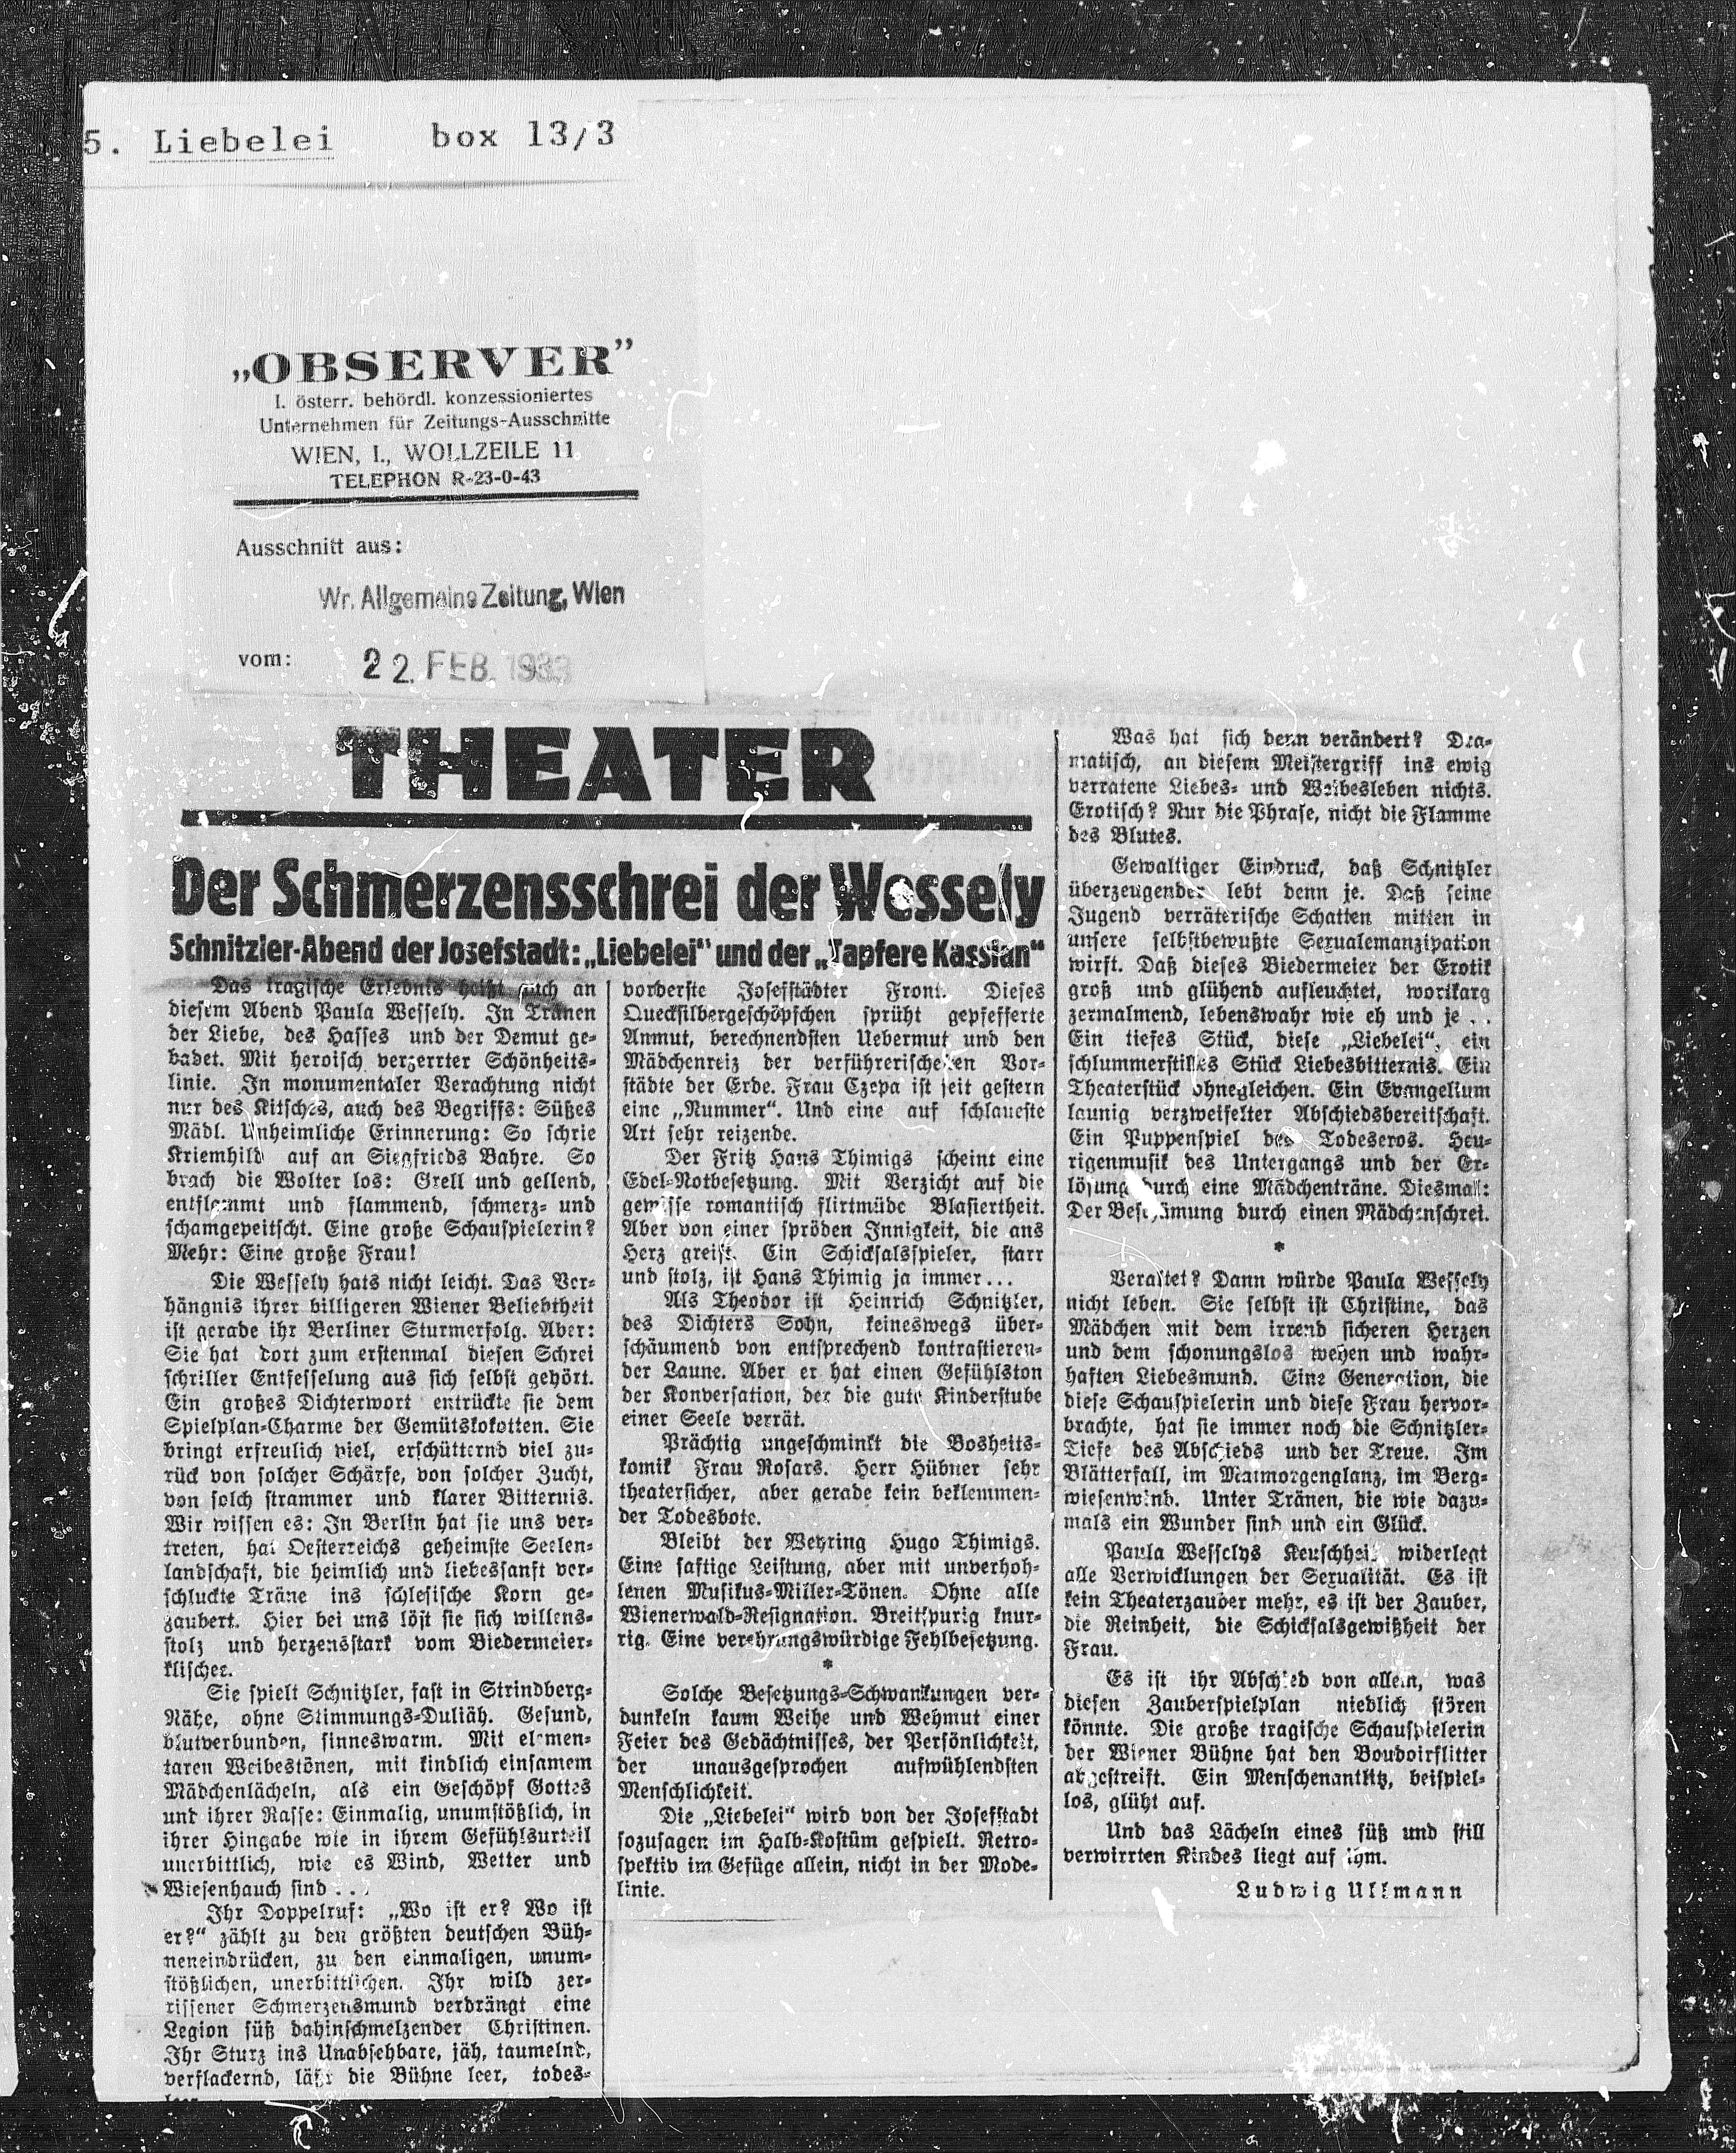 5. Liebelei box 13/3
„OBSERVER”
I. österr. behördl. konzessioniertes
Unternehmen für Zeitungs-Ausschnitte
WIEN, I., WOLLZEILE 11
TELEPHON R-23-0-43
Ausschnitt aus:
Wr. Allgemeine Zeitung, Wien
vom: 22. FEB. 1933
THEATER
Der Schmerzensschrei der Wessely
Schnitzler-Abend der Josefstadt: „Liebelei“ und der „Tapfere Kassian“
Das tragische Erlebnis heißt auch an
diesem Abend Paula Wessely. In Tränen
der Liebe, des Hasses und der Demut ge-
badet. Mit heroisch verzerrter Schönheits-
linie. In monumentaler Verachtung nicht
nur des Kitsches, auch des Begriffs: Süßes
Mädl. Unheimliche Erinnerung: So schrie
Kriemhild auf an Siegfrieds Bahre. So
brach die Wolter los: Grell und gellend,
entflammt und flammend, schmerz- und
schamgepeitscht. Eine große Schauspielerin?
Mehr: Eine große Frau!
Die Wessely hats nicht leicht. Das Ver-
hängnis ihrer billigeren Wiener Beliebtheit
ist gerade ihr Berliner Sturmerfolg. Aber:
Sie hat dort zum erstenmal diesen Schrei
schriller Entfesselung aus sich selbst gehört.
Ein großes Dichterwort entrückte sie dem
Spielplan-Charme der Gemütskokotten. Sie
bringt erfreulich viel, erschütternd viel zu-
rück von solcher Schärfe, von solcher Zucht,
von solch strammer und klarer Bitternis.
Wir wissen es: In Berlin hat sie uns ver-
treten, hat Oesterreichs geheimste Seelen-
landschaft, die heimlich und liebessanft ver-
schluckte Träne ins schlesische Korn ge-
zaubert. Hier bei uns löst sie sich willens-
stolz und herzensstark vom Biedermeier-
klischee.
Sie spielt Schnitzler, fast in Strindberg-
Nähe, ohne Stimmungs-Duliäh. Gesund,
blutverbunden, sinneswarm. Mit elemen-
taren Weibestönen, mit kindlich einsamem
Mädchenlächeln, als ein Geschöpf Gottes
und ihrer Rasse: Einmalig, unumstößlich, in
ihrer Hingabe wie in ihrem Gefühlsurteil
unerbittlich, wie es Wind, Wetter und
Wiesenhauch sind . . .
Ihr Doppelruf: „Wo ist er? Wo ist
er?“ zählt zu den größten deutschen Büh-
neneindrücken, zu den einmaligen, unum-
stößlichen, unerbittlichen. Ihr wild zer-
rissener Schmerzensmund verdrängt eine
Legion süß dahinschmelzender Christinen.
Ihr Sturz ins Unabsehbare, jäh, taumelnd,
verflackernd, läßt die Bühne leer, todes-
vorderste Josefstädter Front. Dieses
Quecksilbergeschöpfchen sprüht gepfefferte
Anmut, berechnendsten Uebermut und den
Mädchenreiz der verführerischesten Vor-
städte der Erde. Frau Czepa ist seit gestern
eine „Nummer“. Und eine auf schlaueste
Art sehr reizende.
Der Fritz Hans Thimigs scheint eine
Edel-Notbesetzung. Mit Verzicht auf die
gewisse romantisch flirtmüde Blasiertheit.
Aber von einer spröden Innigkeit, die ans
Herz greift. Ein Schicksalsspieler, starr
und stolz, ist Hans Thimig ja immer...
Als Theodor ist Heinrich Schnitzler,
des Dichters Sohn, keineswegs über-
schäumend von entsprechend kontrastieren-
der Laune. Aber er hat einen Gefühlston
der Konversation, der die gute Kinderstube
einer Seele verrät.
Prächtig ungeschminkt die Bosheits-
komik Frau Rosars. Herr Hübner sehr
theatersicher, aber gerade kein beklemmen-
der Todesbote.
Bleibt der Weyring Hugo Thimigs.
Eine saftige Leistung, aber mit unverhoh-
lenen Musikus-Miller-Tönen. Ohne alle
Wienerwald-Resignation. Breitspurig knur-
rig. Eine verehrungswürdige Fehlbesetzung.
*
Solche Besetzungs-Schwankungen ver-
dunkeln kaum Weihe und Wehmut einer
Feier des Gedächtnisses, der Persönlichkeit,
der unausgesprochen aufwühlendsten
Menschlichkeit.
Die „Liebelei“ wird von der Josefstadt
sozusagen im Halb-Kostüm gespielt. Retro-
spektiv im Gefüge allein, nicht in der Mode-
linie.
Was hat sich denn verändert? Dra-
matisch, an diesem Meistergriff ins ewig
verratene Liebes- und Weibesleben nichts.
Erotisch? Nur die Phrase, nicht die Flamme
des Blutes.
Gewaltiger Eindruck, daß Schnitzler
überzeugender lebt denn je. Daß seine
Jugend verräterische Schatten mitten in
unsere selbstbewußte Sexualemanzipation
wirft. Daß dieses Biedermeier der Erotik
groß und glühend aufleuchtet, wortkarg
zermalmend, lebenswahr wie eh und je . .
Ein tiefes Stück, diese „Liebelei“, ein
schlummerstilles Stück Liebesbitternis. Ein
Theaterstück ohnegleichen. Ein Evangelium
launig verzweifelter Abschiedsbereitschaft.
Ein Puppenspiel des Todeseros. Heu-
rigenmusik des Untergangs und der Er-
lösung durch eine Mädchenträne. Diesmal:
Der Beschämung durch einen Mädchenschrei.
*
Veraltet? Dann würde Paula Wessely
nicht leben. Sie selbst ist Christine, das
Mädchen mit dem irrend sicheren Herzen
und dem schonungslos wehen und wahr-
haften Liebesmund. Eine Generation, die
diese Schauspielerin und diese Frau hervor-
brachte, hat sie immer noch die Schnitzler-
Tiefe des Abschieds und der Treue. Im
Blätterfall, im Maimorgenglanz, im Berg-
wiesenwind. Unter Tränen, die wie dazu-
mals ein Wunder sind und ein Glück.
Paula Wesselys Keuschheit widerlegt
alle Verwicklungen der Sexualität. Es ist
kein Theaterzauber mehr, es ist der Zauber,
die Reinheit, die Schicksalsgewißheit der
Frau.
Es ist ihr Abschied von allem, was
diesen Zauberspielplan niedlich stören
könnte. Die große tragische Schauspielerin
der Wiener Bühne hat den Boudoirflitter
abgestreift. Ein Menschenantlitz, beispiel-
los, glüht auf.
Und das Lächeln eines süß und still
verwirrten Kindes liegt auf ihm.
Ludwig Ullmann